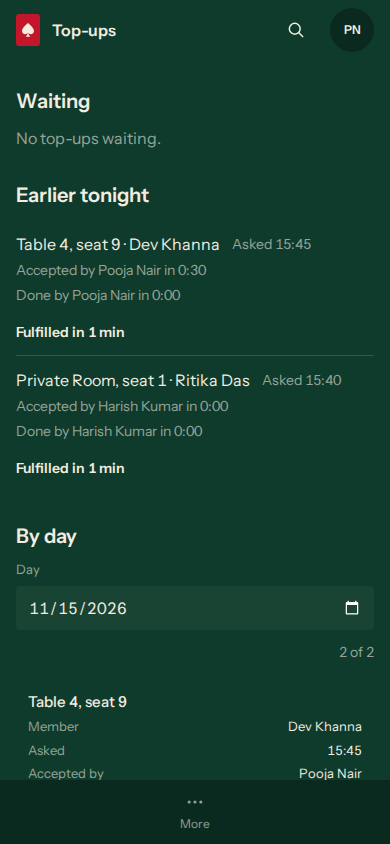 Top-ups
PN
Waiting
No top-ups waiting.
Earlier tonight
Table 4, seat 9 · Dev Khanna Asked 15:45
Accepted by Pooja Nair in 0:30
Done by Pooja Nair in 0:00
Fulfilled in 1 min
Private Room, seat 1 · Ritika Das Asked 15:40
Accepted by Harish Kumar in 0:00
Done by Harish Kumar in 0:00
Fulfilled in 1 min
By day
Day
11/15/2026
2 of 2
Table 4, seat 9
Member Dev Khanna
Asked 15:45
Accepted by Pooja Nair
More